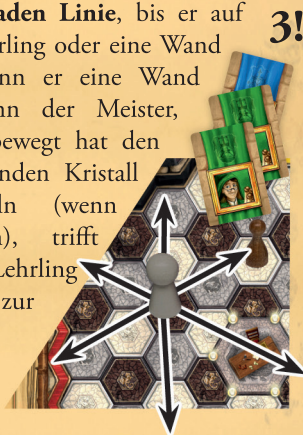 aden Linie, bis er auf
rling oder eine Wand
nn er eine Wand
nn der Meister,
bewegt hat den
nden Kristall
ln (wenn
n), trifft
Lehrling
zur
3!